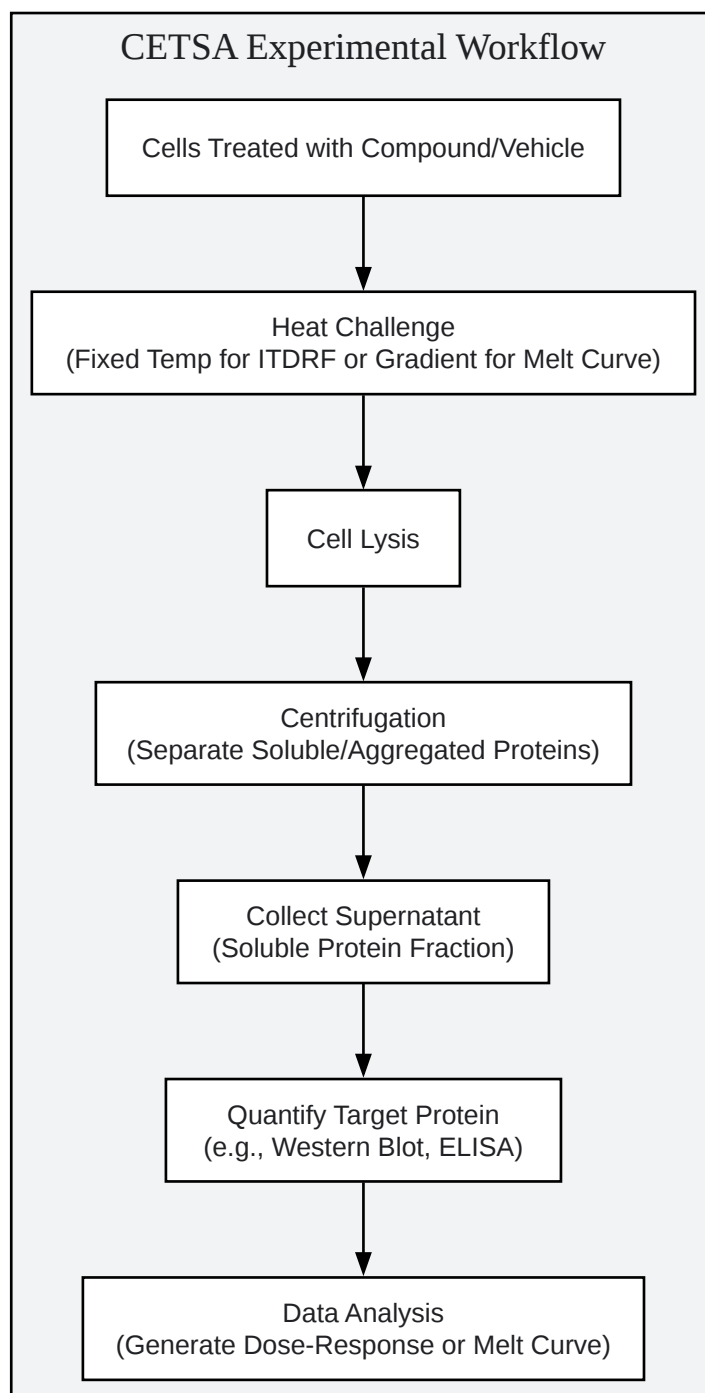 CETSA Experimental Workflow
Cells Treated with Compound/Vehicle
Heat Challenge
(Fixed Temp for ITDRF or Gradient for Melt Curve)
Cell Lysis
Centrifugation
(Separate Soluble/Aggregated Proteins)
Collect Supernatant
(Soluble Protein Fraction)
Quantify Target Protein
(e.g., Western Blot, ELISA)
Data Analysis
(Generate Dose-Response or Melt Curve)